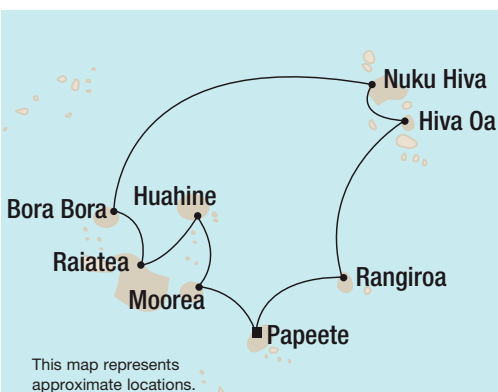 Nuku Hiva
Hiva Oa
Huahine
Bora Bora
Raiatea
Rangiroa
Moorea
Papeete
This map represents
approximate locations.